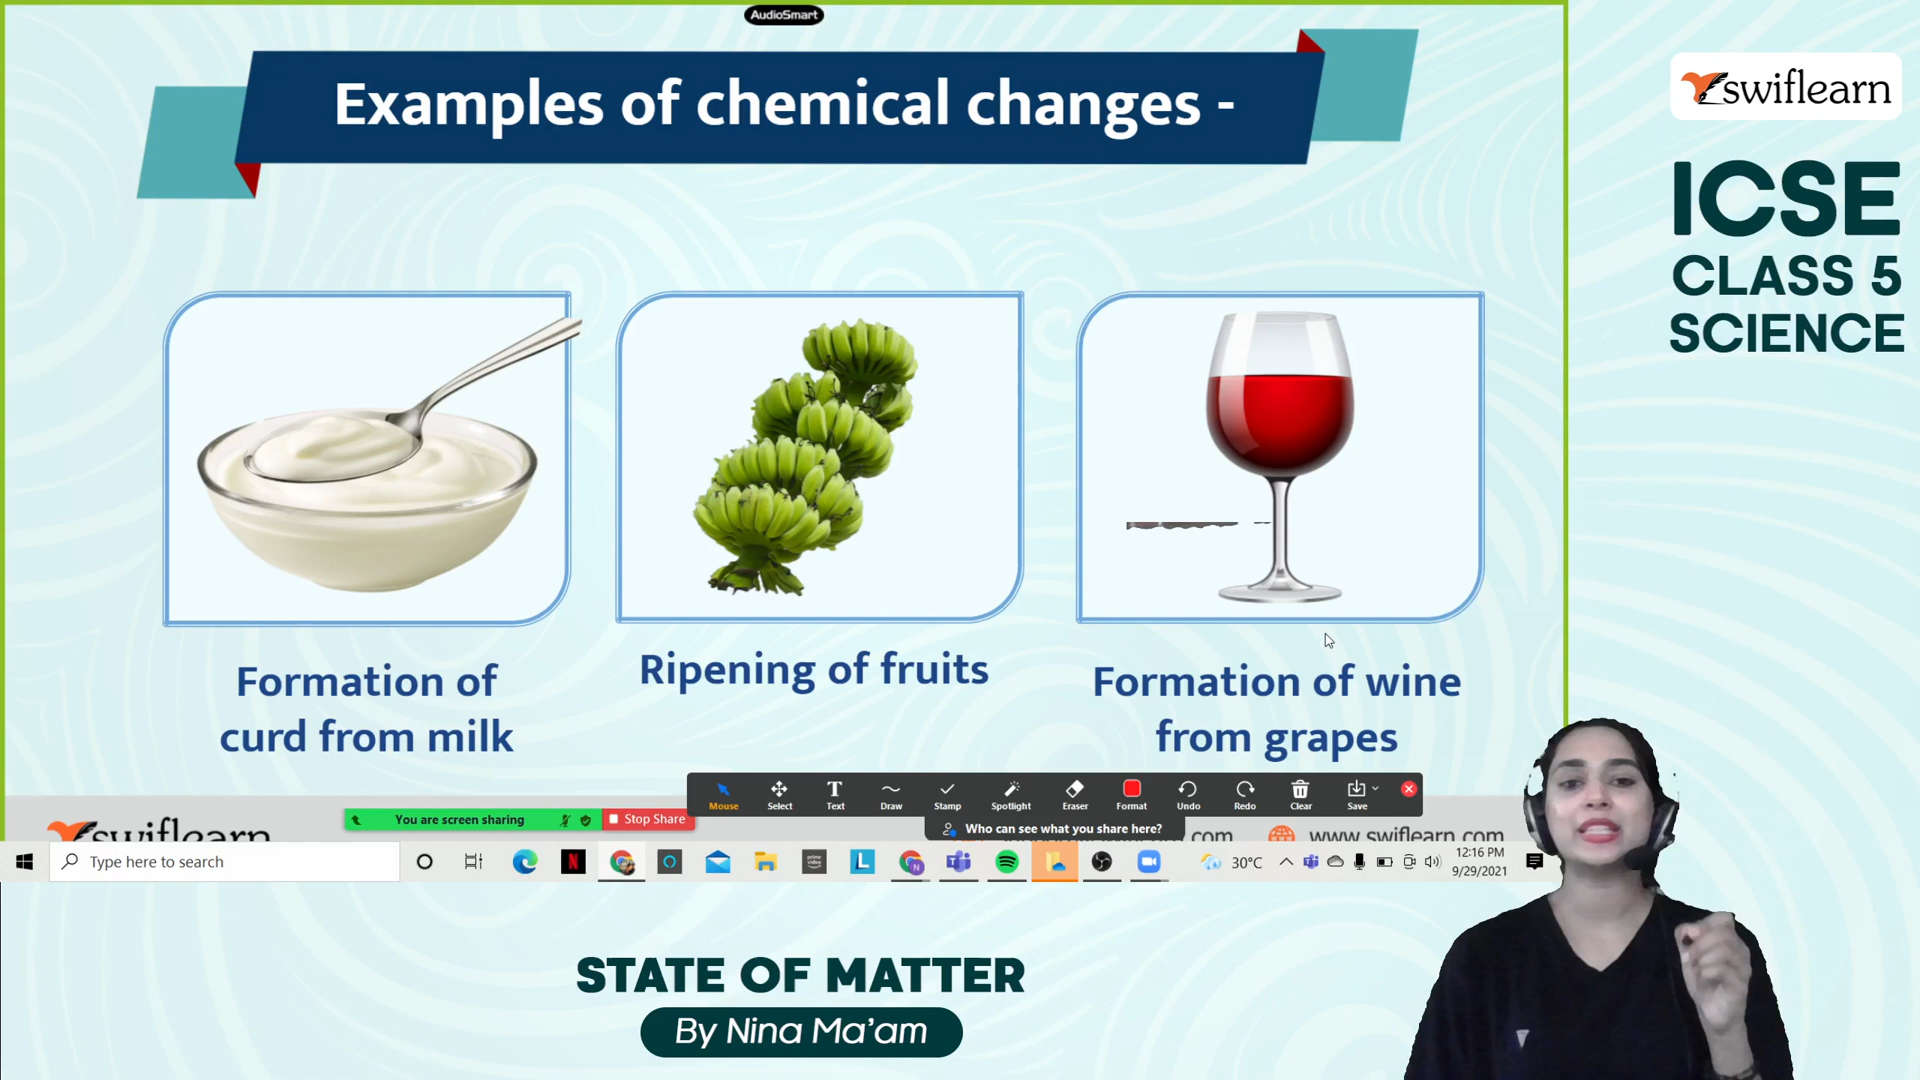 AudioSmart
Examples of chemical changes -
swiflearn
ICSE
CLASS 5
SCIENCE
Formation of
curd from milk
Ripening of fruits
Formation of wine
from grapes
Mouse
Select
Text
Draw
Stamp
Spotlight
Eraser
Format
Undo
Redo
Clear
Save
You are screen sharing
Stop Share
Who can see what you share here?
swiflearn
.com
www.swiflearn.com
Type here to search
30°C
12:16 PM
9/29/2021
STATE OF MATTER
By Nina Ma'am